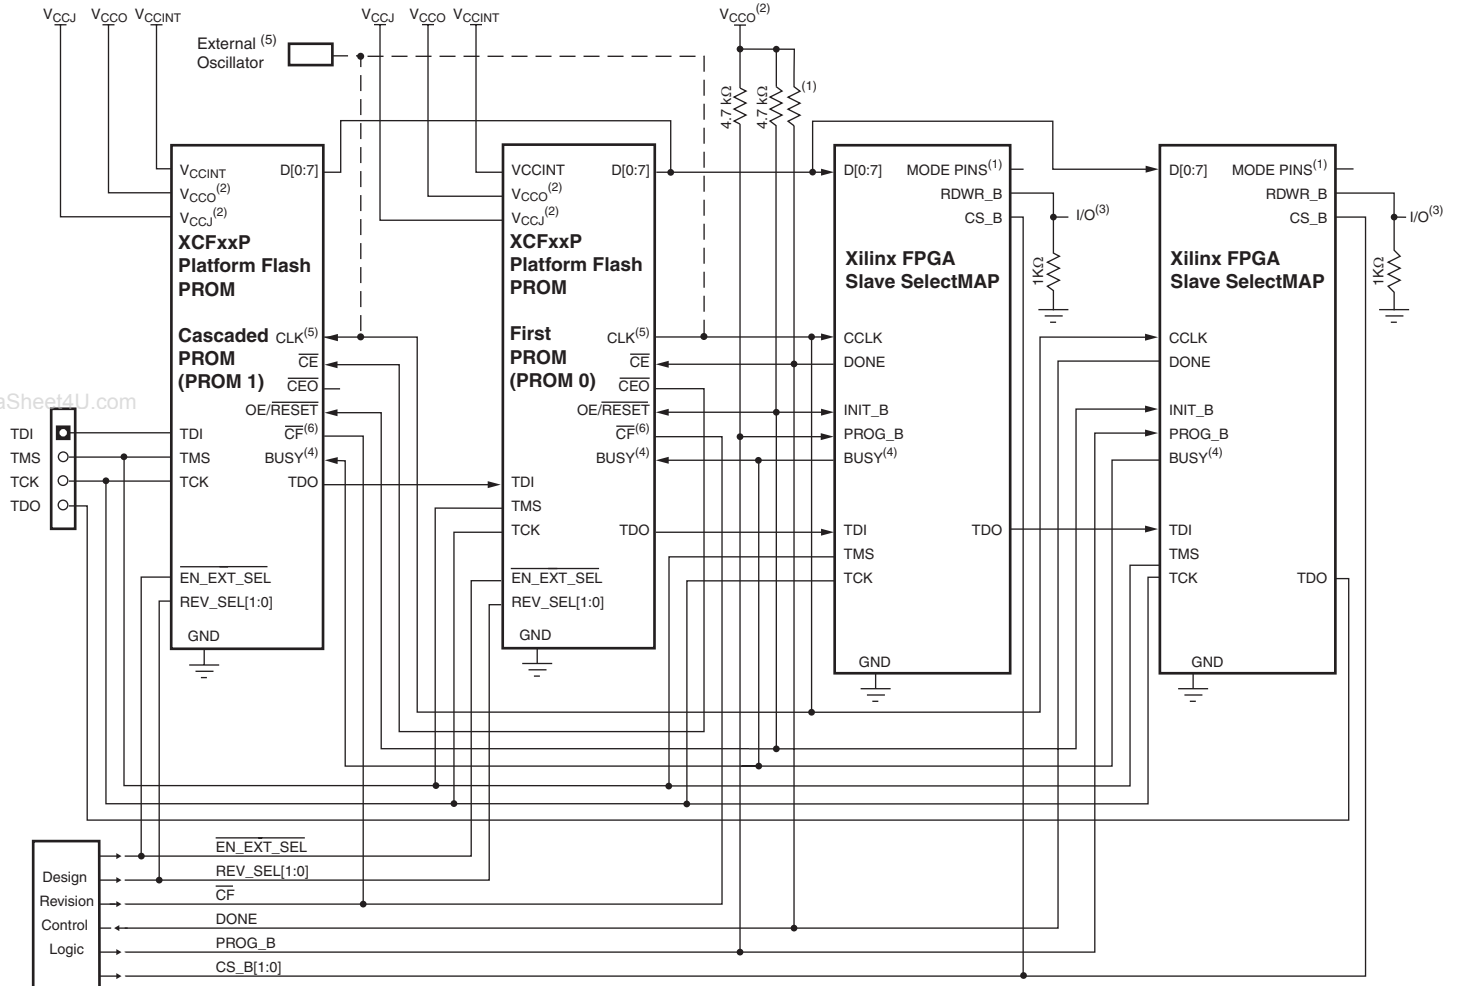 VCCJ VCCO VCCINT
VCCJ VCCO VCCINT
VCCO(2)
External (5)
Oscillator
4.7 kΩ
4.7 kΩ
(1)
VCCINT
VCCO(2)
VCCJ(2)
D[0:7]
XCFxxP
Platform Flash
PROM
Cascaded
PROM
(PROM 1)
CLK(5)
CE
CEO
OE/RESET
CF(6)
BUSY(4)
TDO
TDI
TMS
TCK
EN_EXT_SEL
REV_SEL[1:0]
GND
VCCINT
VCCO(2)
VCCJ(2)
D[0:7]
XCFxxP
Platform Flash
PROM
First
PROM
(PROM 0)
CLK(5)
CE
CEO
OE/RESET
CF(6)
BUSY(4)
TDI
TMS
TCK
TDO
EN_EXT_SEL
REV_SEL[1:0]
GND
D[0:7]
MODE PINS(1)
RDWR_B
CS_B
I/O(3)
1KΩ
Xilinx FPGA
Slave SelectMAP
CCLK
DONE
INIT_B
PROG_B
BUSY(4)
TDI
TMS
TCK
TDO
GND
D[0:7]
MODE PINS(1)
RDWR_B
CS_B
I/O(3)
1KΩ
Xilinx FPGA
Slave SelectMAP
CCLK
DONE
INIT_B
PROG_B
BUSY(4)
TDI
TMS
TCK
TDO
GND
aSheet4U.com
TDI
TMS
TCK
TDO
Design
Revision
Control
Logic
EN_EXT_SEL
REV_SEL[1:0]
CF
DONE
PROG_B
CS_B[1:0]